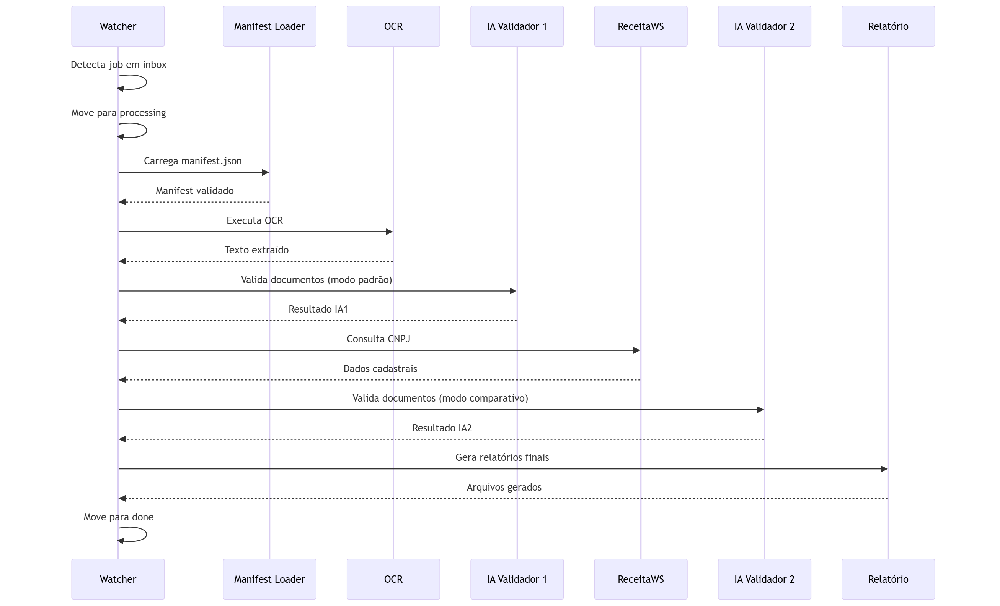 Watcher
Manifest Loader
OCR
IA Validador 1
ReceitaWS
IA Validador 2
Relatório
Detecta job em inbox
Move para processing
Carrega manifest.json
Manifest validado
Executa OCR
Texto extraído
Valida documentos (modo padrão)
Resultado IA1
Consulta CNPJ
Dados cadastrais
Valida documentos (modo comparativo)
Resultado IA2
Gera relatórios finais
Arquivos gerados
Move para done
Watcher
Manifest Loader
OCR
IA Validador 1
ReceitaWS
IA Validador 2
Relatório